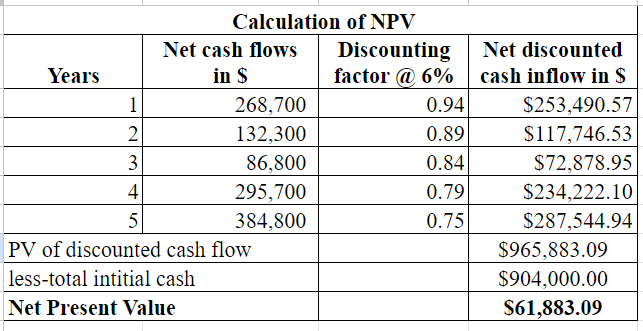 Calculation of NPV
Years Net cash flows in $ Discounting factor @ 6% Net discounted cash inflow in $
1 268,700 0.94 $253,490.57
2 132,300 0.89 $117,746.53
3 86,800 0.84 $72,878.95
4 295,700 0.79 $234,222.10
5 384,800 0.75 $287,544.94
PV of discounted cash flow $965,883.09
less-total intitial cash $904,000.00
Net Present Value $61,883.09